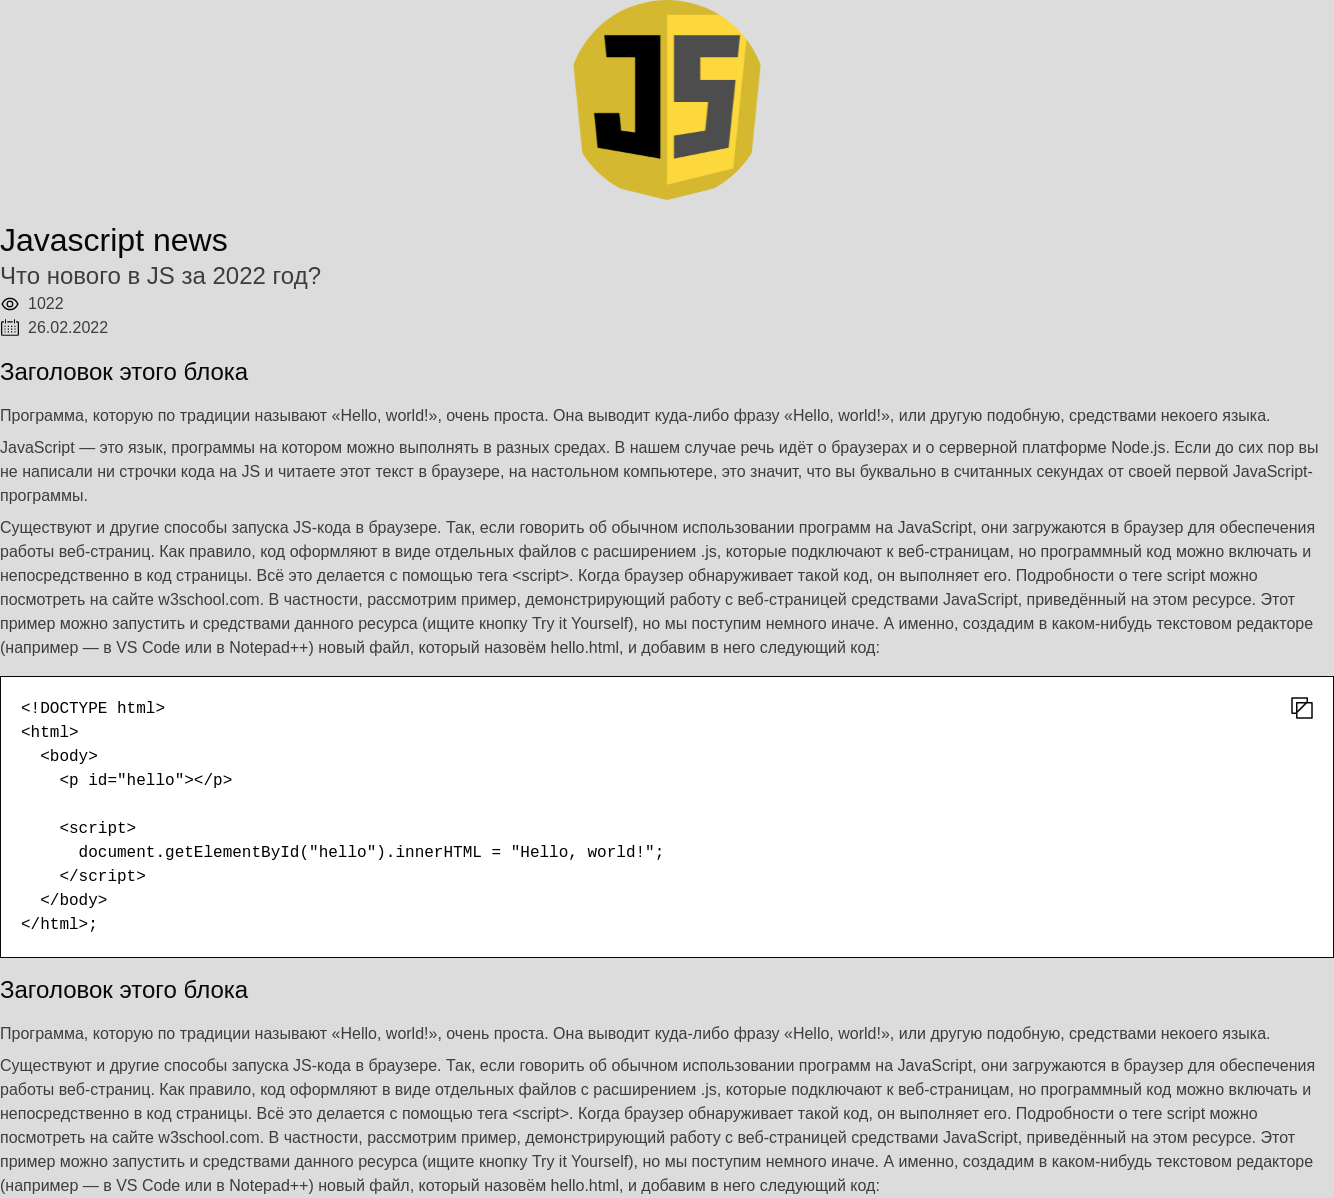 JS
Javascript news
Что нового в JS за 2022 год?
1022
26.02.2022
Заголовок этого блока
Программа, которую по традиции называют «Hello, world!», очень проста. Она выводит куда-либо фразу «Hello, world!», или другую подобную, средствами некоего языка.
JavaScript — это язык, программы на котором можно выполнять в разных средах. В нашем случае речь идёт о браузерах и о серверной платформе Node.js. Если до сих пор вы
не написали ни строчки кода на JS и читаете этот текст в браузере, на настольном компьютере, это значит, что вы буквально в считанных секундах от своей первой JavaScript-
программы.
Существуют и другие способы запуска JS-кода в браузере. Так, если говорить об обычном использовании программ на JavaScript, они загружаются в браузер для обеспечения
работы веб-страниц. Как правило, код оформляют в виде отдельных файлов с расширением .js, которые подключают к веб-страницам, но программный код можно включать и
непосредственно в код страницы. Всё это делается с помощью тега <script>. Когда браузер обнаруживает такой код, он выполняет его. Подробности о теге script можно
посмотреть на сайте w3school.com. В частности, рассмотрим пример, демонстрирующий работу с веб-страницей средствами JavaScript, приведённый на этом ресурсе. Этот
пример можно запустить и средствами данного ресурса (ищите кнопку Try it Yourself), но мы поступим немного иначе. А именно, создадим в каком-нибудь текстовом редакторе
(например — в VS Code или в Notepad++) новый файл, который назовём hello.html, и добавим в него следующий код:
<!DOCTYPE html>
<html>
  <body>
    <p id="hello"></p>
    <script>
      document.getElementById("hello").innerHTML = "Hello, world!";
    </script>
  </body>
</html>;
Заголовок этого блока
Программа, которую по традиции называют «Hello, world!», очень проста. Она выводит куда-либо фразу «Hello, world!», или другую подобную, средствами некоего языка.
Существуют и другие способы запуска JS-кода в браузере. Так, если говорить об обычном использовании программ на JavaScript, они загружаются в браузер для обеспечения
работы веб-страниц. Как правило, код оформляют в виде отдельных файлов с расширением .js, которые подключают к веб-страницам, но программный код можно включать и
непосредственно в код страницы. Всё это делается с помощью тега <script>. Когда браузер обнаруживает такой код, он выполняет его. Подробности о теге script можно
посмотреть на сайте w3school.com. В частности, рассмотрим пример, демонстрирующий работу с веб-страницей средствами JavaScript, приведённый на этом ресурсе. Этот
пример можно запустить и средствами данного ресурса (ищите кнопку Try it Yourself), но мы поступим немного иначе. А именно, создадим в каком-нибудь текстовом редакторе
(например — в VS Code или в Notepad++) новый файл, который назовём hello.html, и добавим в него следующий код: